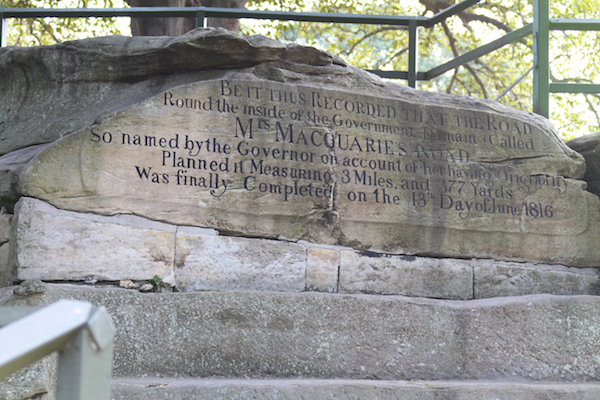 BE IT THUS RECORDED THAT THE ROAD
Round the inside of the Government Domain Called
MRS MACQUARIE'S ROAD
So named by the Governor on account of her having Originally
Planned it Measuring 3 Miles, and 377 Yards
Was finally Completed on the 13th Day of June 1816